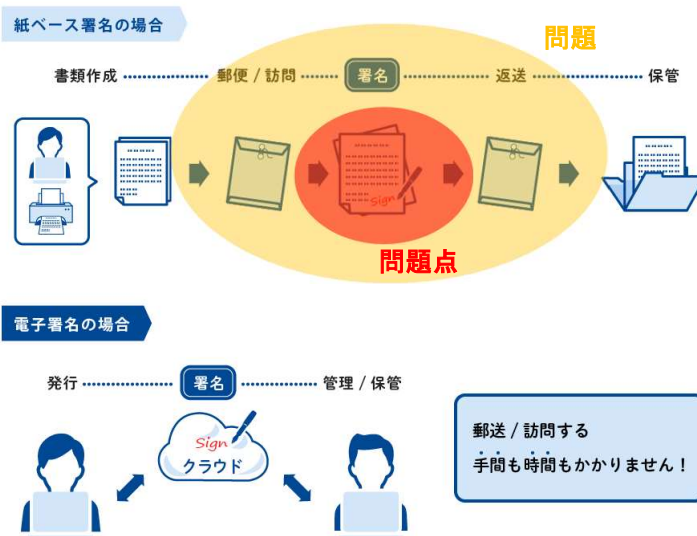 紙ベース署名の場合
問題
書類作成 郵便 / 訪問 署名 返送 保管
Sign
問題点
電子署名の場合
発行 署名 管理 / 保管
Sign
クラウド
郵送 / 訪問する
手間も時間もかかりません！